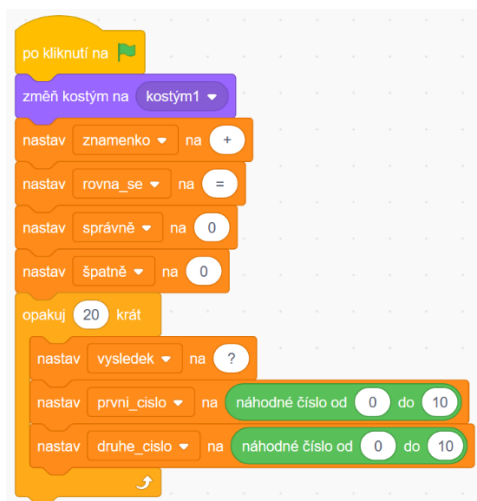 po kliknutí na
změň kostým na kostým1
nastav znamenko na +
nastav rovna_se na =
nastav správně na 0
nastav špatně na 0
opakuj 20 krát
nastav vysledek na ?
nastav prvni_cislo na náhodné číslo od 0 do 10
nastav druhe_cislo na náhodné číslo od 0 do 10